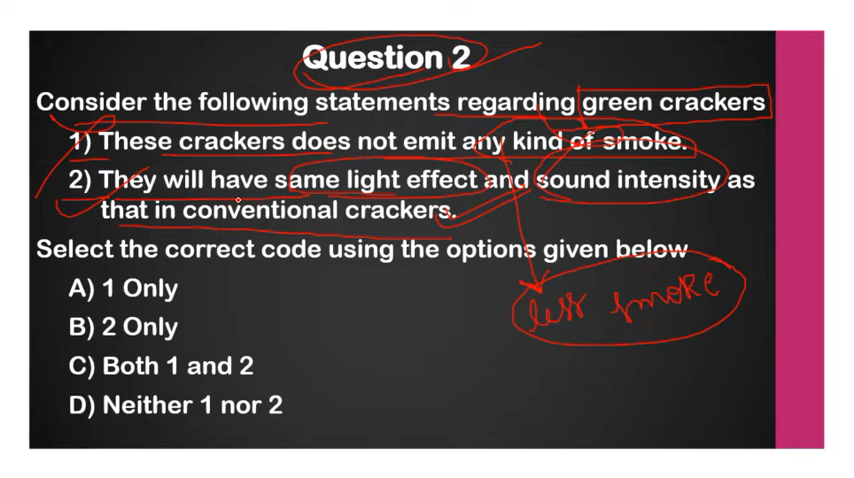 Question 2
Consider the following statements regarding green crackers
1) These crackers does not emit any kind of smoke.
2) They will have same light effect and sound intensity as
that in conventional crackers.
Select the correct code using the options given below
A) 1 Only
less smoke
B) 2 Only
C) Both 1 and 2
D) Neither 1 nor 2